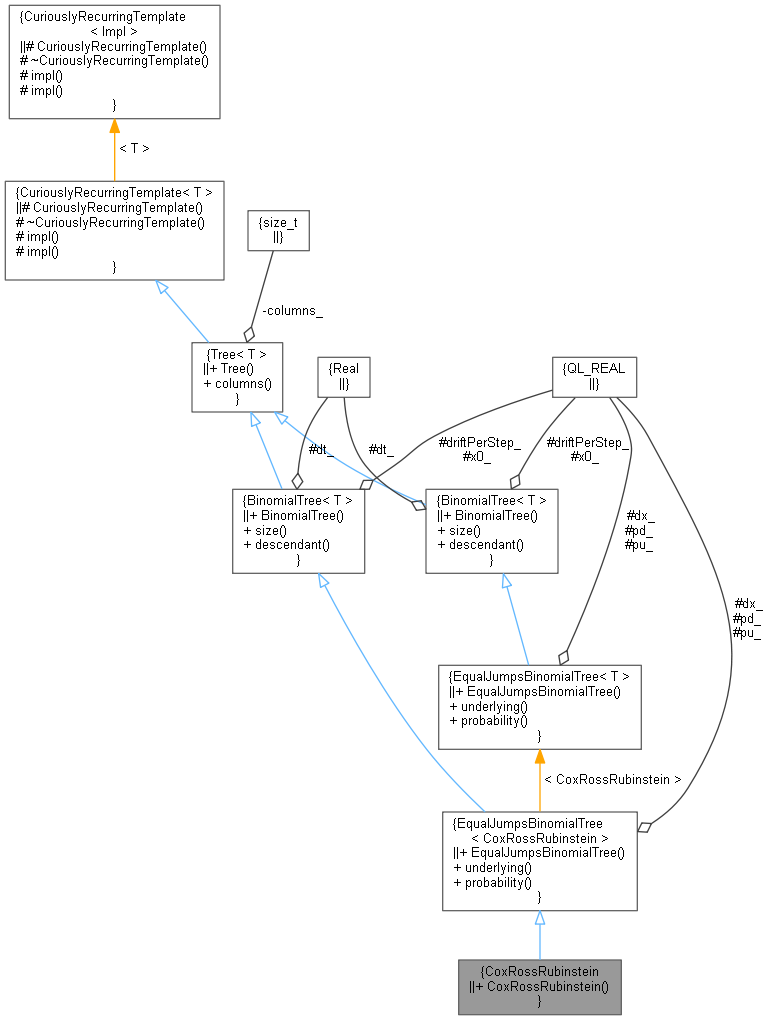 {CuriouslyRecurringTemplate
< Impl >
||# CuriouslyRecurringTemplate()
# ~CuriouslyRecurringTemplate()
# impl()
# impl()
}
< T >
{CuriouslyRecurringTemplate< T >
||# CuriouslyRecurringTemplate()
# ~CuriouslyRecurringTemplate()
# impl()
# impl()
}
{size_t
||}
-columns_
{Tree< T >
||+ Tree()
+ columns()
}
{Real
||}
{QL_REAL
||}
#dt_
#dt_
#driftPerStep_
#x0_
#driftPerStep_
#x0_
{BinomialTree< T >
||+ BinomialTree()
+ size()
+ descendant()
}
{BinomialTree< T >
||+ BinomialTree()
+ size()
+ descendant()
}
#dx_
#pd_
#pu_
#dx_
#pd_
#pu_
{EqualJumpsBinomialTree< T >
||+ EqualJumpsBinomialTree()
+ underlying()
+ probability()
}
< CoxRossRubinstein >
{EqualJumpsBinomialTree
< CoxRossRubinstein >
||+ EqualJumpsBinomialTree()
+ underlying()
+ probability()
}
{CoxRossRubinstein
||+ CoxRossRubinstein()
}